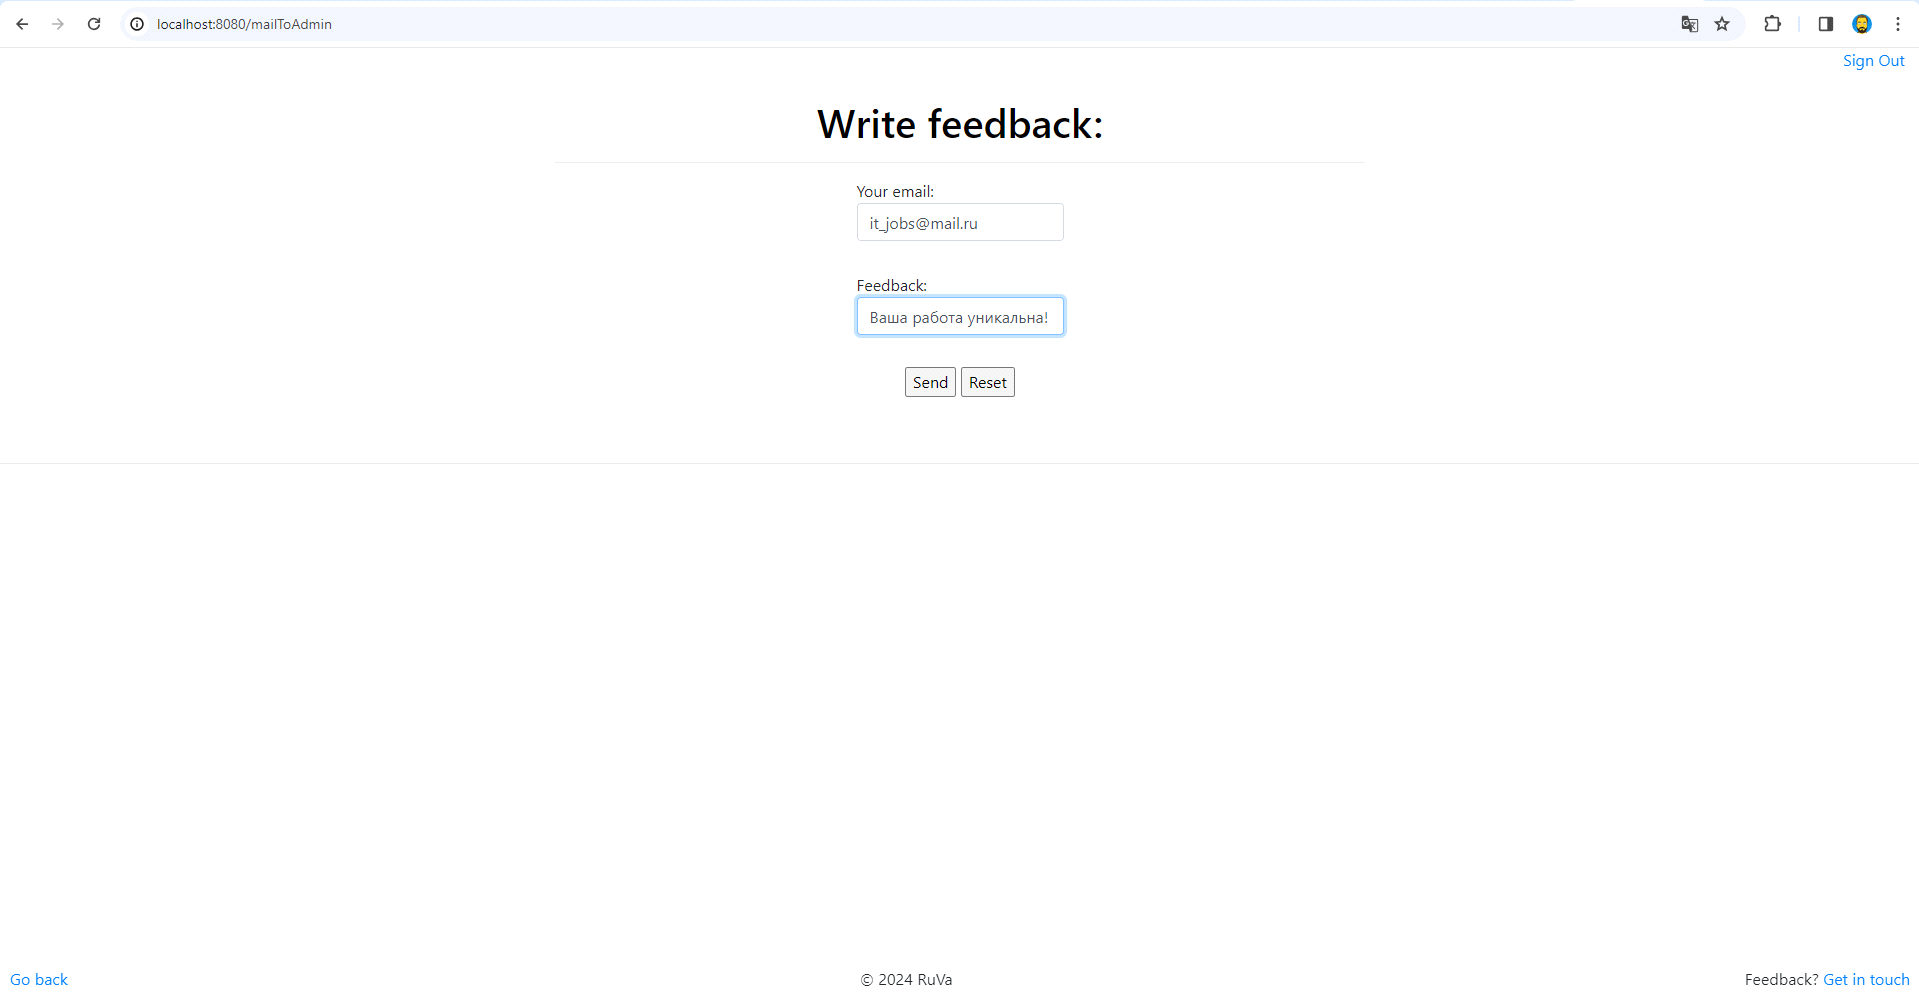 localhost:8080/mailToAdmin
Sign Out
Write feedback:
Your email:
it_jobs@mail.ru
Feedback:
Ваша работа уникальна!
Send Reset
Go back © 2024 RuVa Feedback? Get in touch